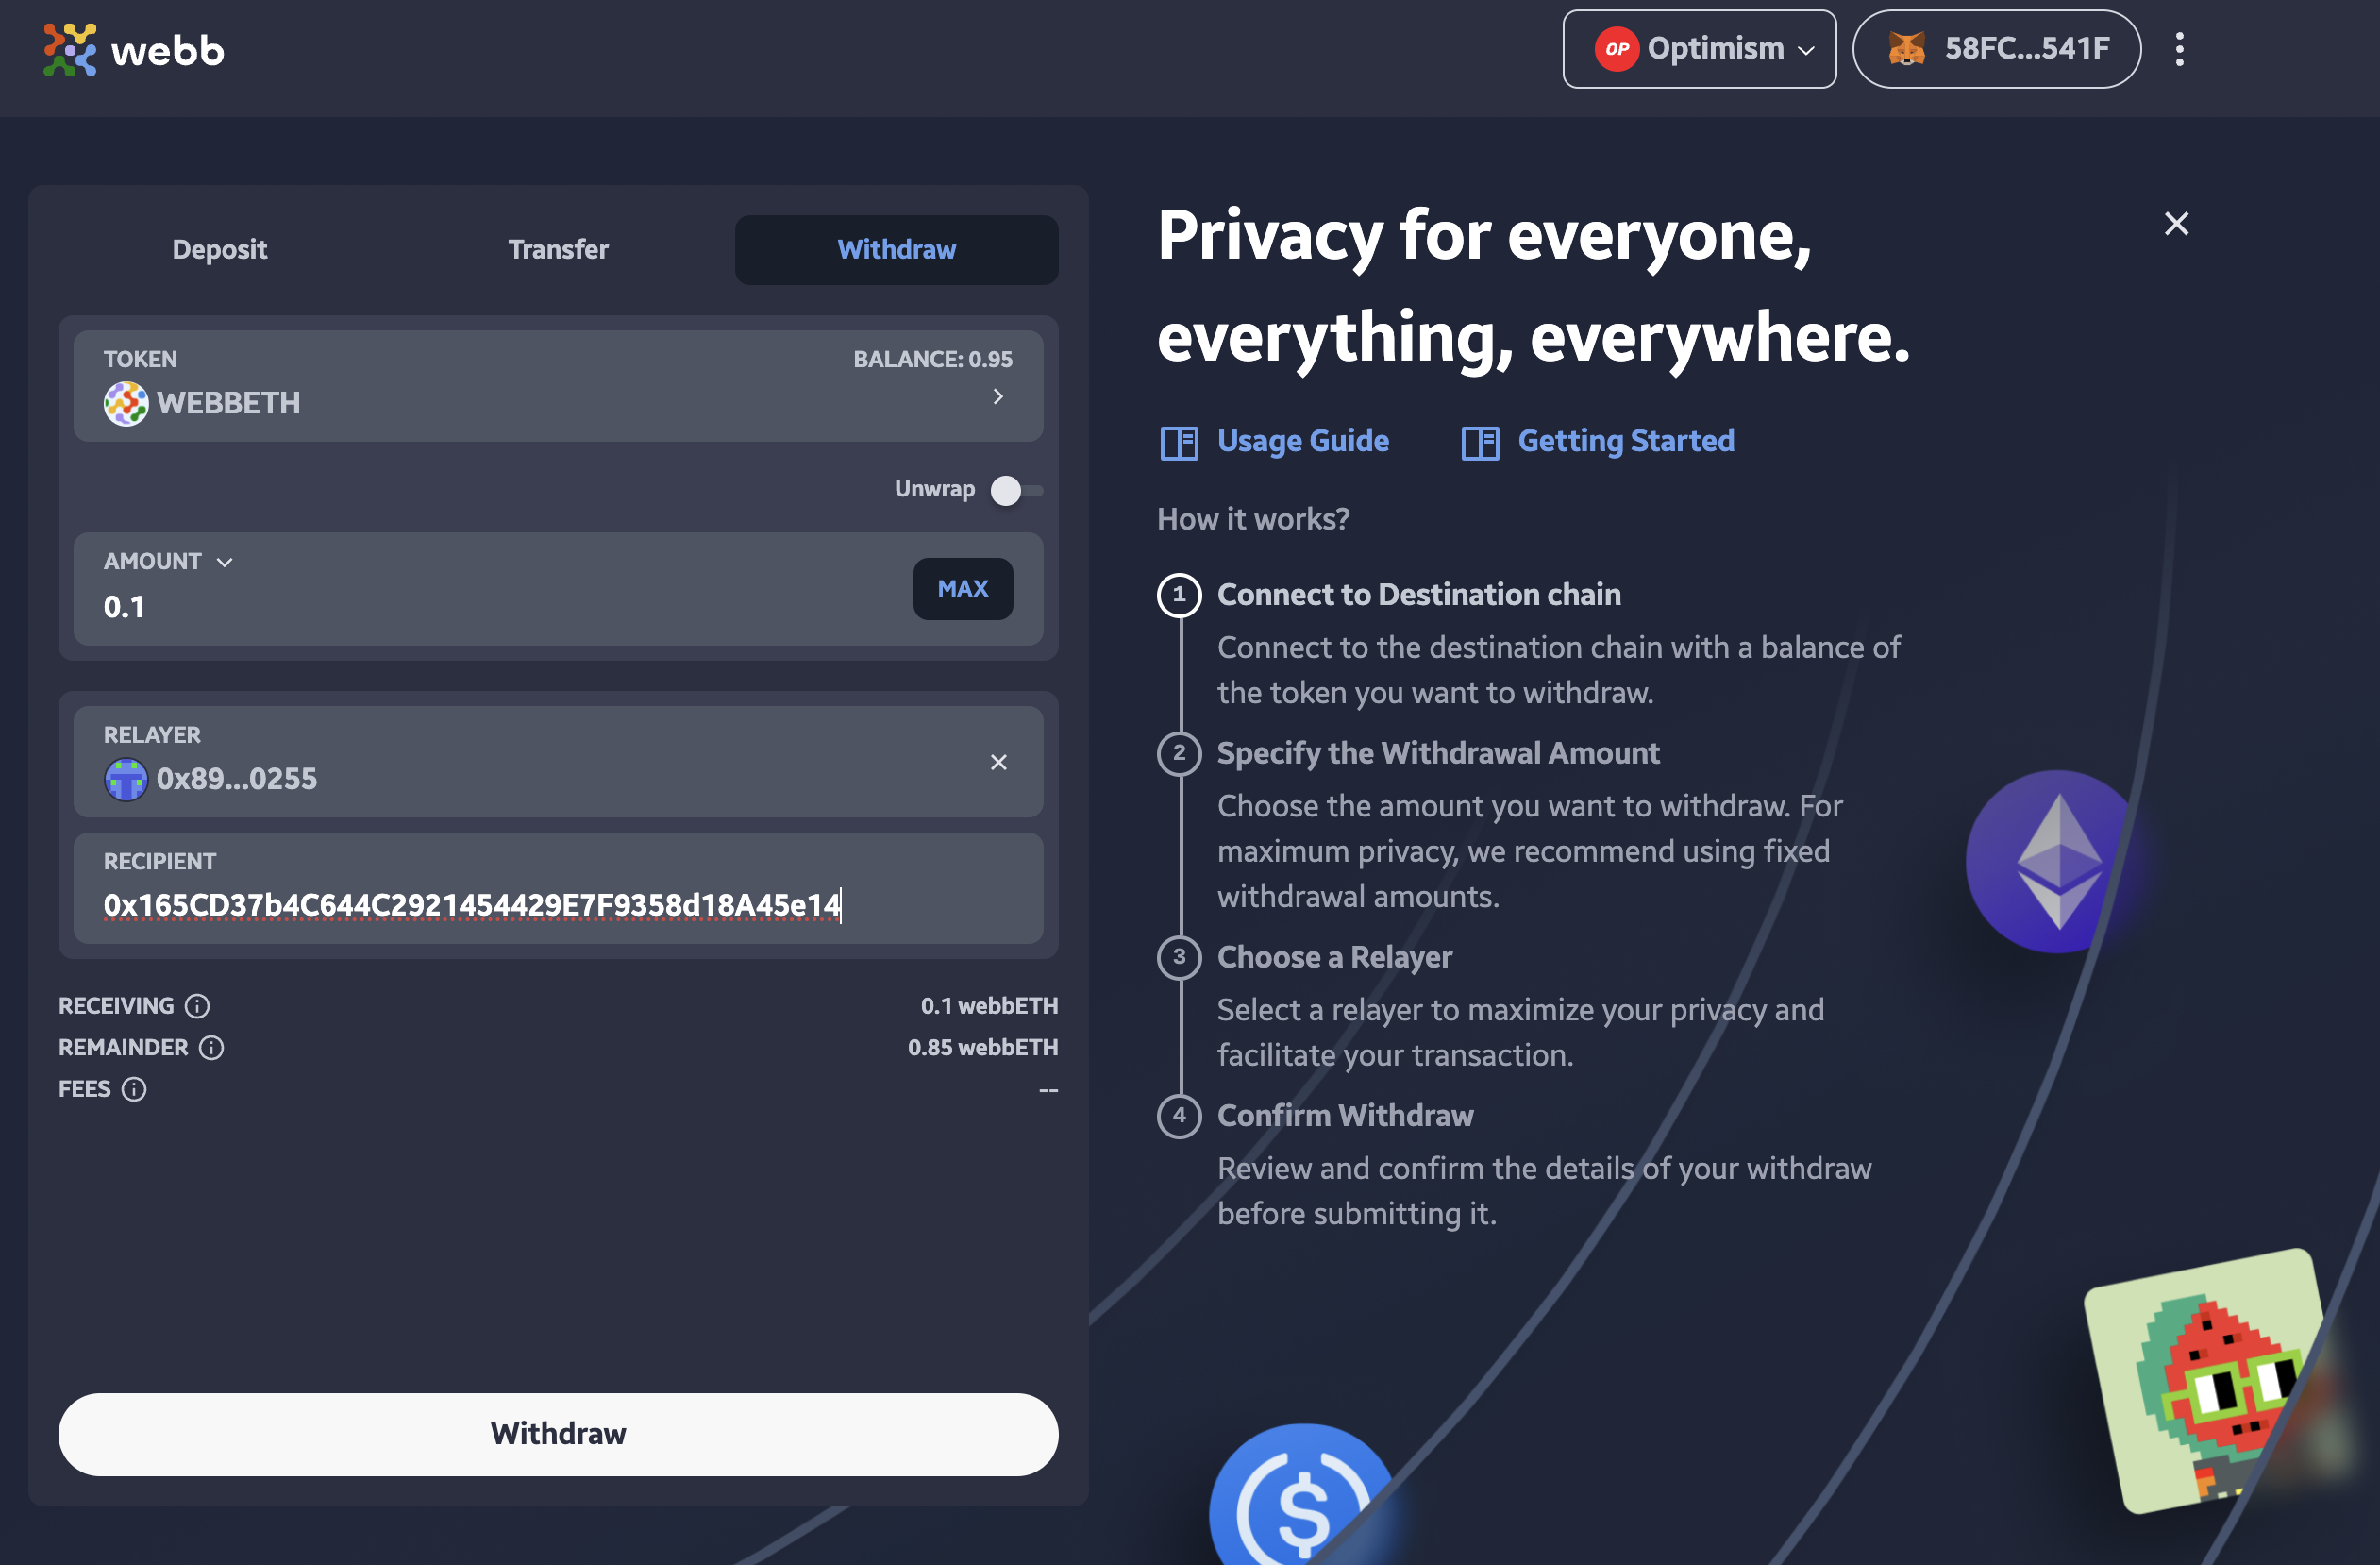 webb
OP Optimism
58FC...541F
Deposit
Transfer
Withdraw
TOKEN
BALANCE: 0.95
WEBBETH
Unwrap
AMOUNT
0.1
MAX
RELAYER
0x89...0255
RECIPIENT
0x165CD37b4C644C2921454429E7F9358d18A45e14
RECEIVING
0.1 webbETH
REMAINDER
0.85 webbETH
FEES
--
Withdraw
Privacy for everyone,
everything, everywhere.
Usage Guide
Getting Started
How it works?
1 Connect to Destination chain
Connect to the destination chain with a balance of
the token you want to withdraw.
2 Specify the Withdrawal Amount
Choose the amount you want to withdraw. For
maximum privacy, we recommend using fixed
withdrawal amounts.
3 Choose a Relayer
Select a relayer to maximize your privacy and
facilitate your transaction.
4 Confirm Withdraw
Review and confirm the details of your withdraw
before submitting it.
$